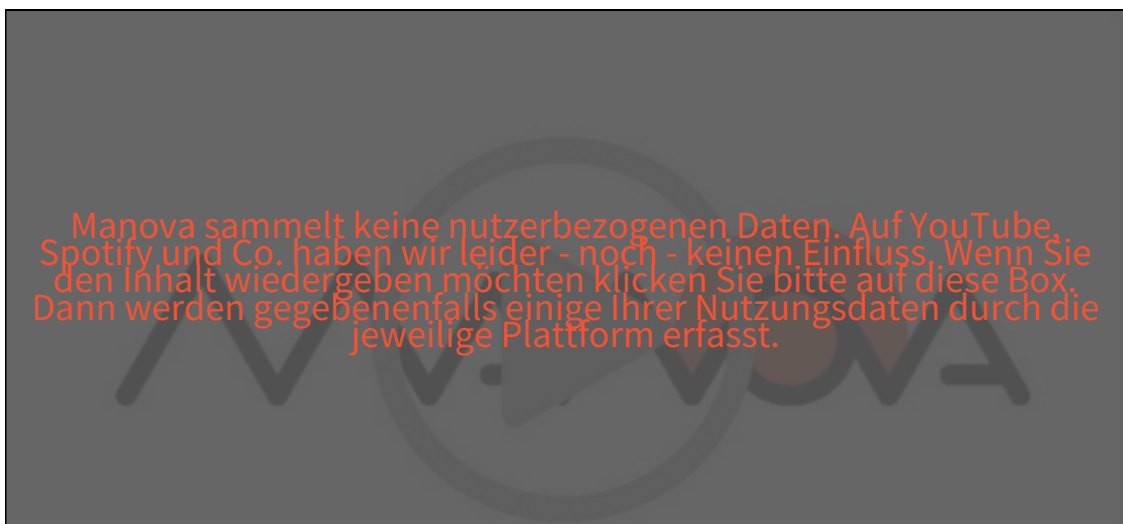 Manova sammelt keine nutzerbezogenen Daten. Auf YouTube,
Spotify und Co. haben wir leider - noch - keinen Einfluss. Wenn Sie
den Inhalt wiedergeben möchten klicken Sie bitte auf diese Box.
Dann werden gegebenenfalls einige Ihrer Nutzungsdaten durch die
jeweilige Plattform erfasst.
MANOVA